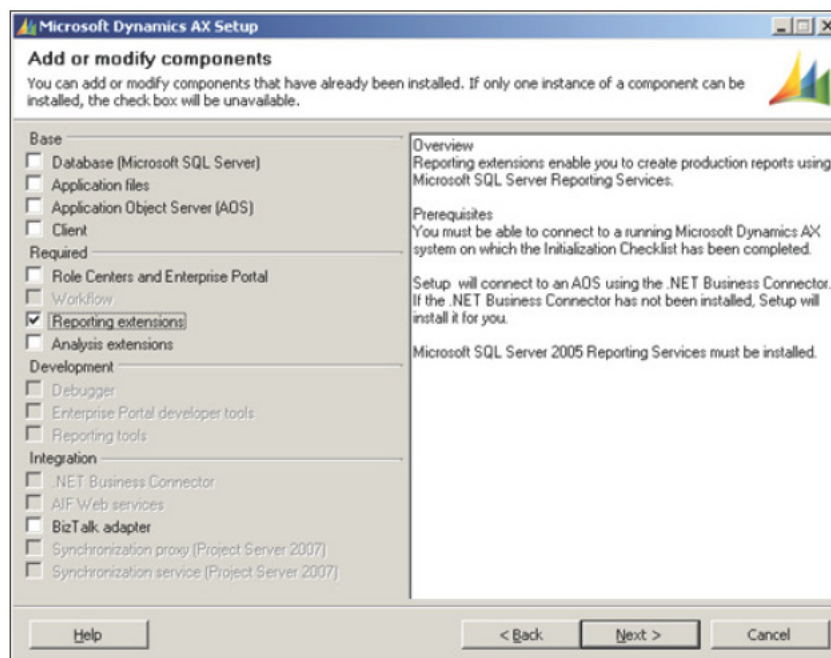 Microsoft Dynamics AX Setup
Add or modify components
You can add or modify components that have already been installed. If only one instance of a component can be
installed, the check box will be unavailable.
Base
Database (Microsoft SQL Server)
Application files
Application Object Server (AOS)
Client
Required
Role Centers and Enterprise Portal
Workflow
Reporting extensions
Analysis extensions
Development
Debugger
Enterprise Portal developer tools
Reporting tools
Integration
.NET Business Connector
AIF Web services
BizTalk adapter
Synchronization proxy (Project Server 2007)
Synchronization service (Project Server 2007)
Overview
Reporting extensions enable you to create production reports using
Microsoft SQL Server Reporting Services.
Prerequisites
You must be able to connect to a running Microsoft Dynamics AX
system on which the Initialization Checklist has been completed.
Setup will connect to an AOS using the .NET Business Connector.
If the .NET Business Connector has not been installed, Setup will
install it for you.
Microsoft SQL Server 2005 Reporting Services must be installed.
Help
< Back
Next >
Cancel